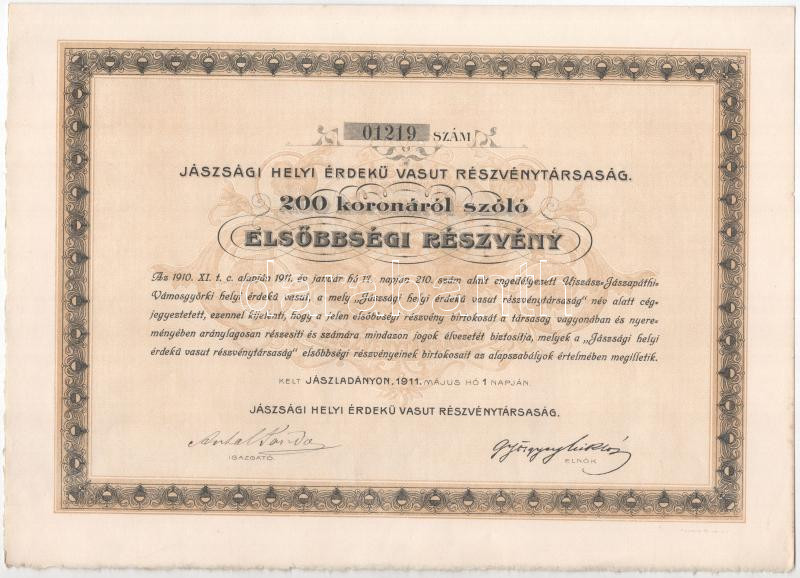 01219 SZÁM
JÁSZSÁGI HELYI ÉRDEKŰ VASUT RÉSZVÉNYTÁRSASÁG.
200 koronáról szóló
ELSŐBBSÉGI RÉSZVÉNY
Az 1910. XI. t. c. alapján 1911. év január hó 17. napján 210. szám alatt engedélyezett Ujszász-Jászapáthi-
Vámosgyörki helyi érdekű vasut, a mely „Jászsági helyi érdekű vasut részvénytársaság" név alatt cég-
jegyeztetett, ezennel kijelenti, hogy a jelen elsőbbségi részvény birtokosát a társaság vagyonában és nyere-
ményében aránylagosan részesiti és számára mindazon jogok élvezetét biztosítja, melyek a „Jászsági helyi
érdekű vasut részvénytársaság" elsőbbségi részvényeinek birtokosait az alapszabályok értelmében megilletik.
KELT JÁSZLADÁNYON, 1911. MÁJUS HÓ 1 NAPJÁN.
JÁSZSÁGI HELYI ÉRDEKŰ VASUT RÉSZVÉNYTÁRSASÁG.
IGAZGATÓ. ELNÖK